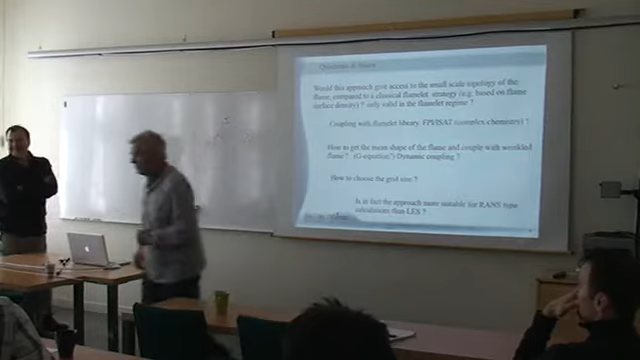 Would this approach give access to the small scale topology of the
flame, compared to a classical flamelet strategy (e.g. based on flame
surface density) ? only valid in the flamelet regime ?
Coupling with flamelet library, FPI/ISAT (complex chemistry) ?
How to get the mean shape of the flame and couple with wrinkled
flame ? (G-equation?) Dynamic coupling ?
How to choose the grid size ?
Is in fact the approach more suitable for RANS type
calculations than LES ?